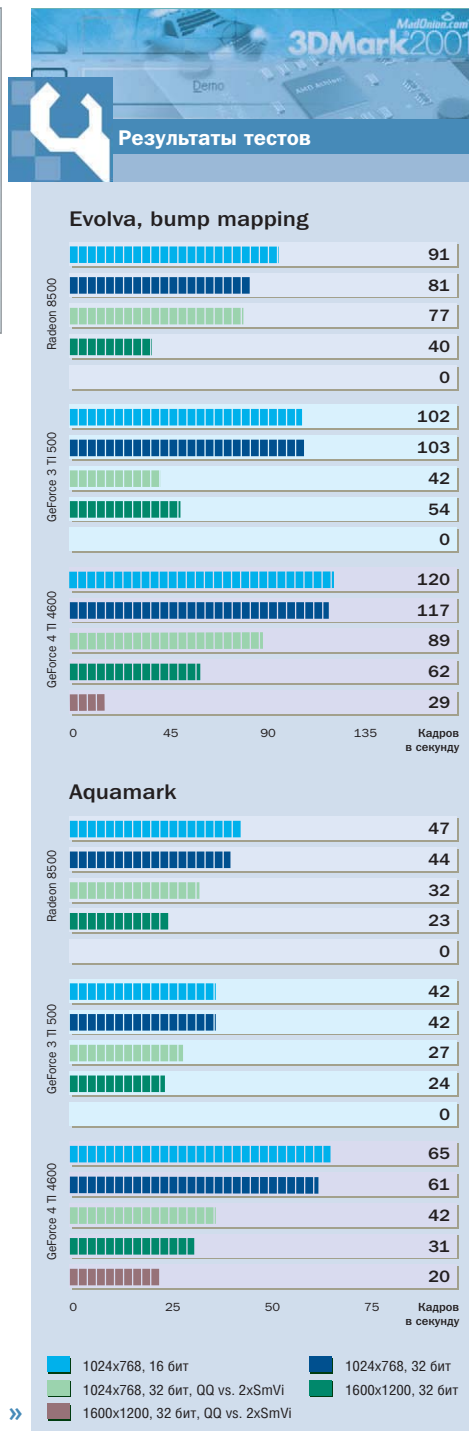 MadOnion.com
3DMark2001
Demo
AMD Athlon
Результаты тестов
Evolva, bump mapping
Radeon 8500
91
81
77
40
0
GeForce 3 TI 500
102
103
42
54
0
GeForce 4 TI 4600
120
117
89
62
29
0 45 90 135 Кадров
в секунду
Aquamark
Radeon 8500
47
44
32
23
0
GeForce 3 TI 500
42
42
27
24
0
GeForce 4 TI 4600
65
61
42
31
20
0 25 50 75 Кадров
в секунду
1024x768, 16 бит 1024x768, 32 бит
1024x768, 32 бит, QQ vs. 2xSmVi 1600x1200, 32 бит
» 1600x1200, 32 бит, QQ vs. 2xSmVi